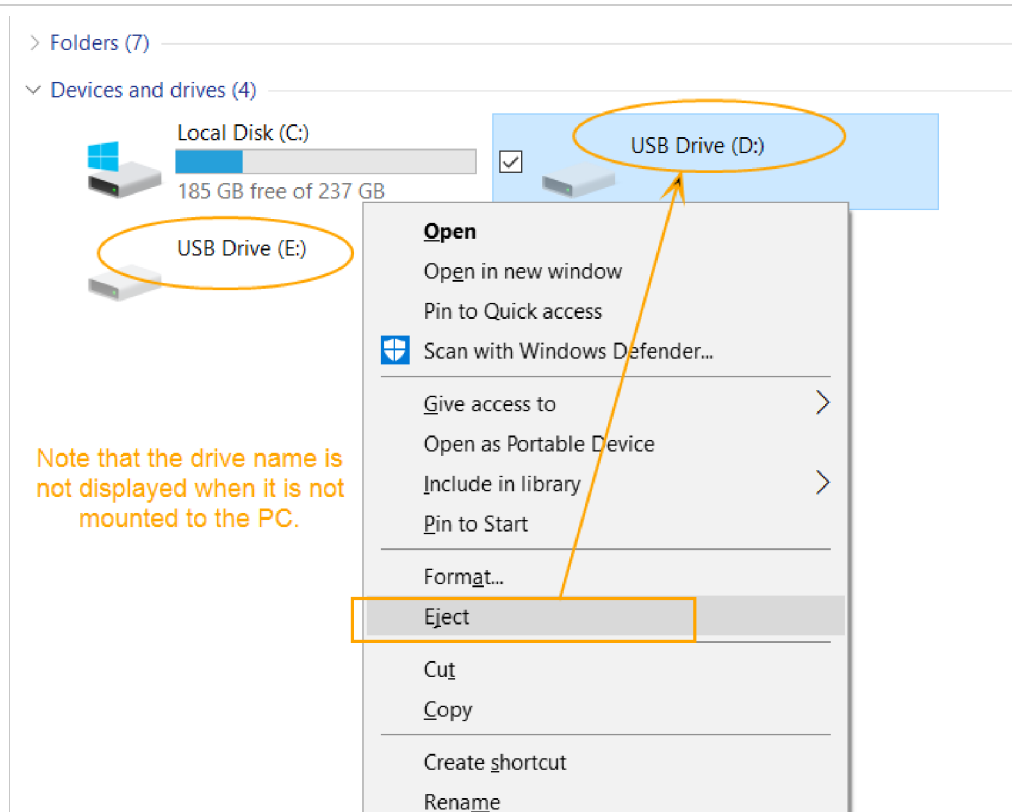 Folders (7)
Devices and drives (4)
Local Disk (C:)
185 GB free of 237 GB
USB Drive (D:)
USB Drive (E:)
Note that the drive name is
not displayed when it is not
mounted to the PC.
Open
Open in new window
Pin to Quick access
Scan with Windows Defender...
Give access to
Open as Portable Device
Include in library
Pin to Start
Format...
Eject
Cut
Copy
Create shortcut
Rename